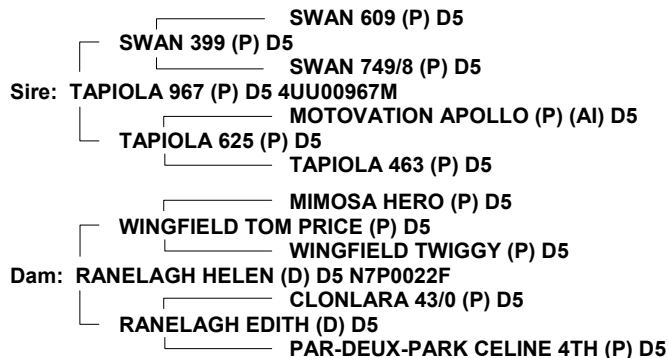 SWAN 609 (P) D5
SWAN 399 (P) D5
SWAN 749/8 (P) D5
Sire: TAPIOLA 967 (P) D5 4UU00967M
MOTOVATION APOLLO (P) (AI) D5
TAPIOLA 625 (P) D5
TAPIOLA 463 (P) D5
MIMOSA HERO (P) D5
WINGFIELD TOM PRICE (P) D5
WINGFIELD TWIGGY (P) D5
Dam: RANELAGH HELEN (D) D5 N7P0022F
CLONLARA 43/0 (P) D5
RANELAGH EDITH (D) D5
PAR-DEUX-PARK CELINE 4TH (P) D5